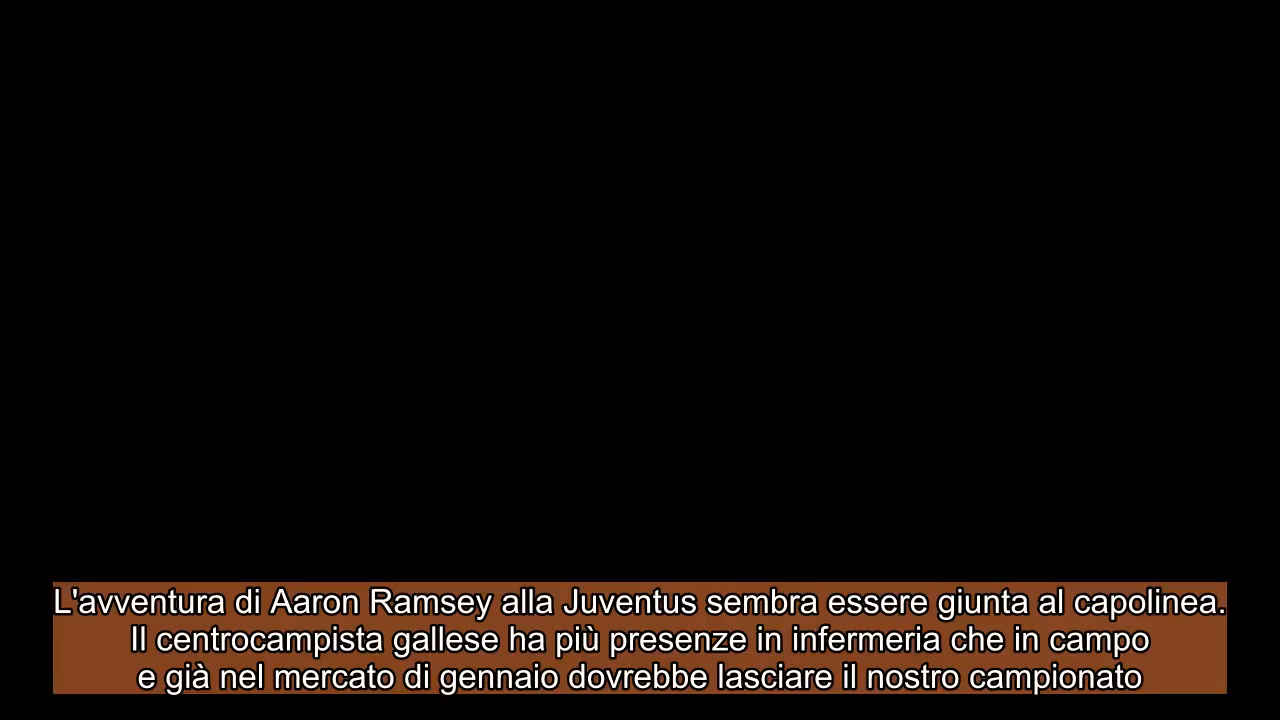 L'avventura di Aaron Ramsey alla Juventus sembra essere giunta al capolinea.
Il centrocampista gallese ha più presenze in infermeria che in campo
e già nel mercato di gennaio dovrebbe lasciare il nostro campionato